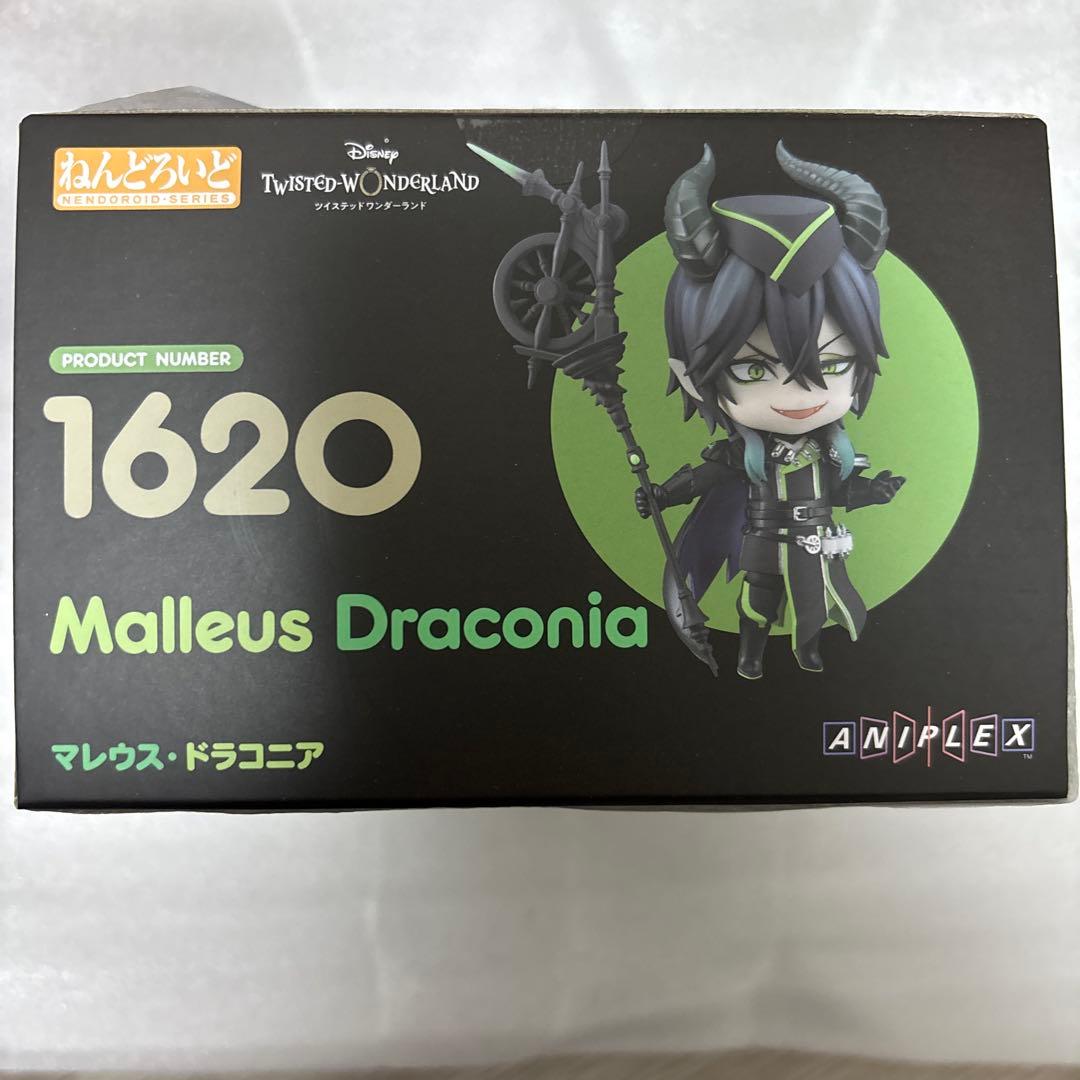 ねんどろいど
NENDOROID·SERIES
Disney
TWISTED-WONDERLAND
ツイステッドワンダーランド
PRODUCT NUMBER
1620
Malleus Draconia
マレウス・ドラコニア
ANIPLEX
TM